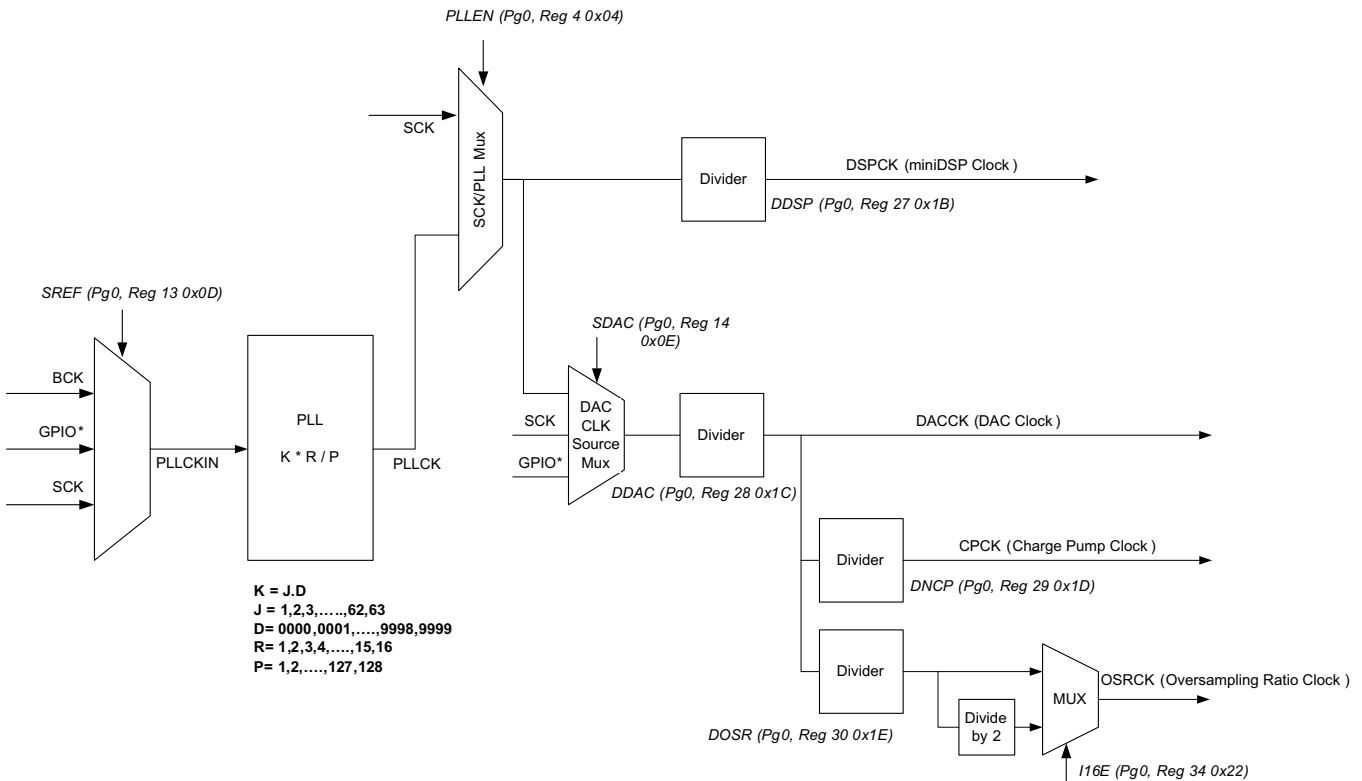 PLLEN (Pg0, Reg 4 0x04)
SCK
SCK/PLL Mux
Divider
DSPCK (miniDSP Clock )
DDSP (Pg0, Reg 27 0x1B)
SREF (Pg0, Reg 13 0x0D)
BCK
GPIO*
SCK
PLLCKIN
PLL
K * R / P
PLLCK
K = J.D
J = 1,2,3,…..,62,63
D= 0000,0001,….,9998,9999
R= 1,2,3,4,….,15,16
P= 1,2,….,127,128
SDAC (Pg0, Reg 14
0x0E)
SCK
GPIO*
DAC
CLK
Source
Mux
Divider
DDAC (Pg0, Reg 28 0x1C)
DACCK (DAC Clock )
Divider
CPCK (Charge Pump Clock )
DNCP (Pg0, Reg 29 0x1D)
Divider
DOSR (Pg0, Reg 30 0x1E)
Divide
by 2
MUX
OSRCK (Oversampling Ratio Clock )
I16E (Pg0, Reg 34 0x22)